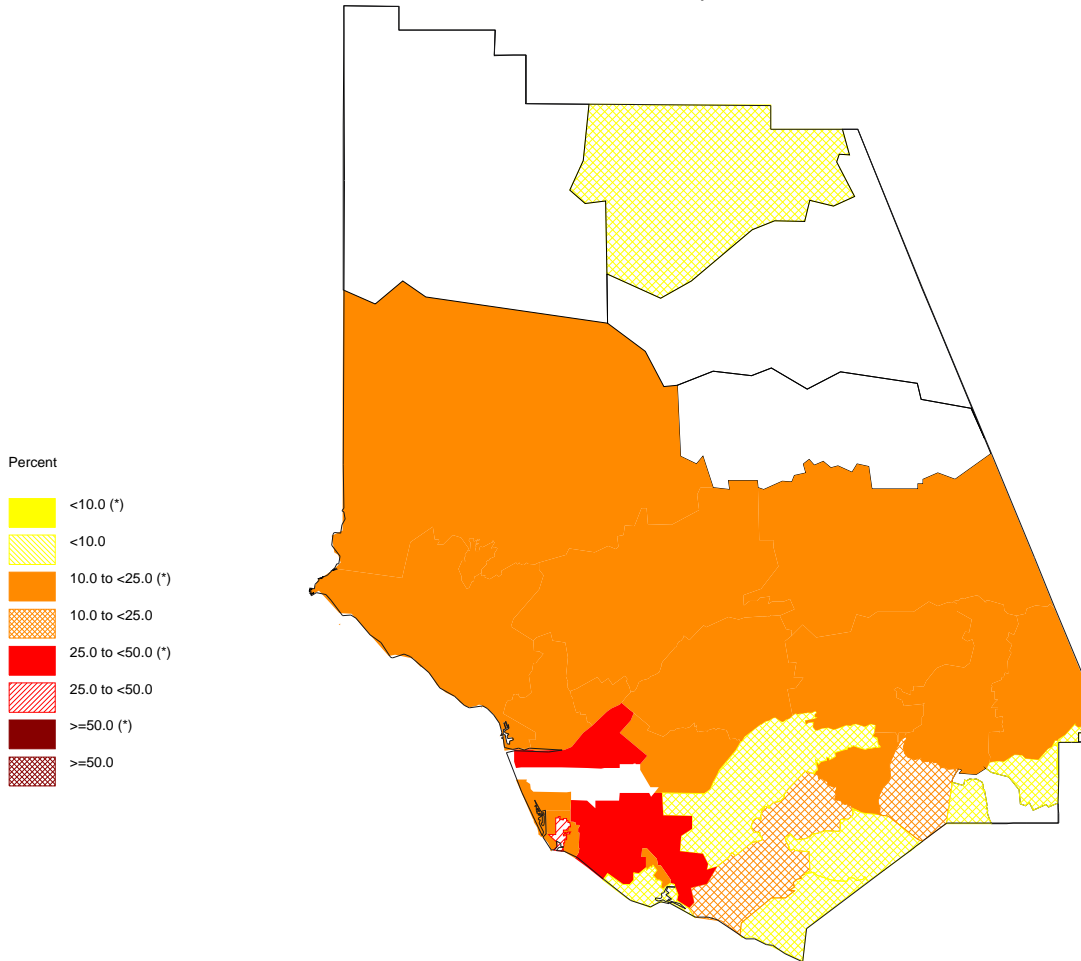 Percent
<10.0 (*)
<10.0
10.0 to <25.0 (*)
10.0 to <25.0
25.0 to <50.0 (*)
25.0 to <50.0
>=50.0 (*)
>=50.0